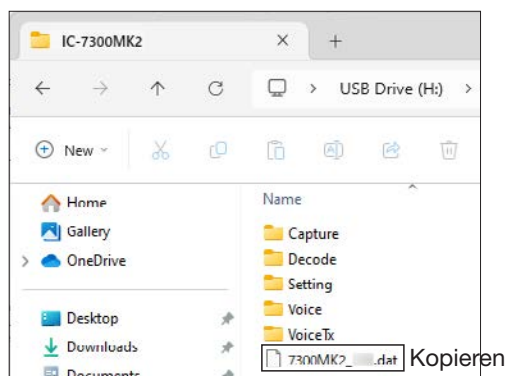 IC-7300MK2
USB Drive (H:)
New
Home
Gallery
OneDrive
Desktop
Downloads
Documents
Name
Capture
Decode
Setting
Voice
VoiceTx
7300MK2_ .dat Kopieren